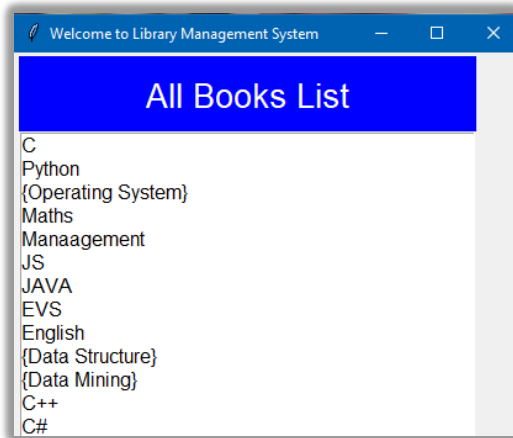 Welcome to Library Management System
All Books List
C
Python
{Operating System}
Maths
Manaagement
JS
JAVA
EVS
English
{Data Structure}
{Data Mining}
C++
C#